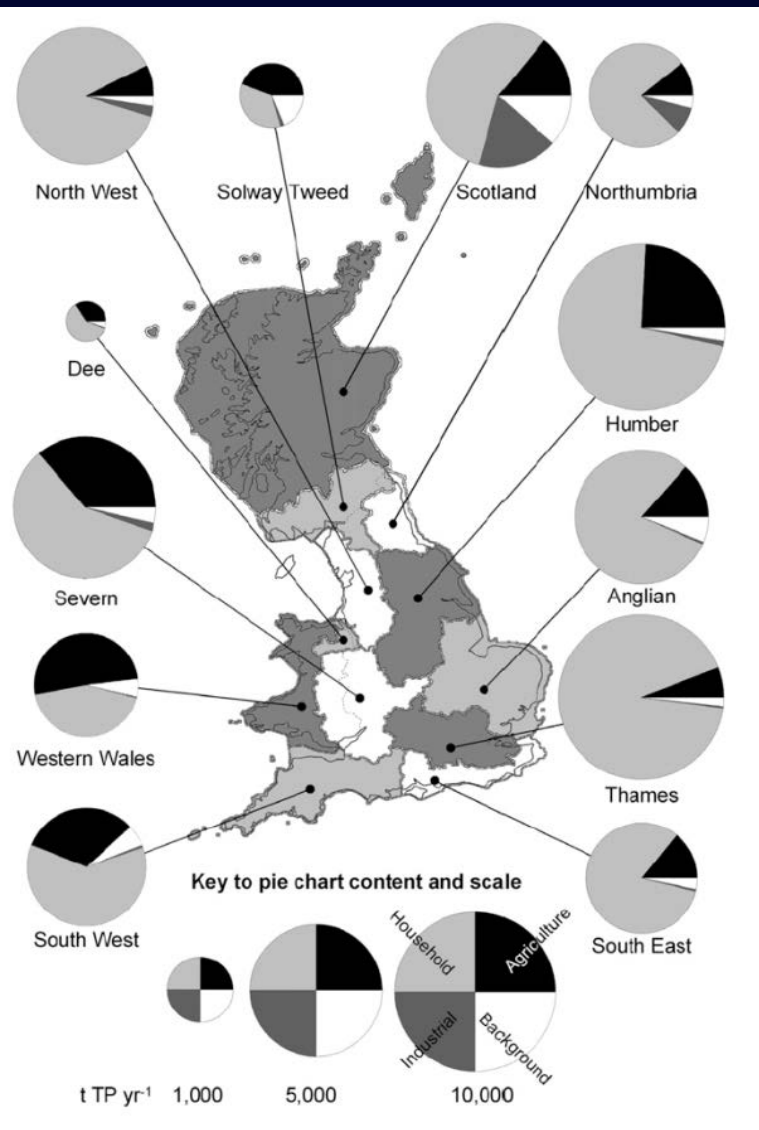 North West
Solway Tweed
Scotland
Northumbria
Dee
Humber
Severn
Anglian
Western Wales
Thames
South West
South East
Key to pie chart content and scale
Household
Agriculture
Industrial
Background
t TP yr-1 1,000 5,000 10,000